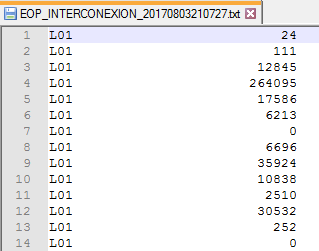 EOP_INTERCONEXION_20170803210727.txt
1 L01 24
2 L01 111
3 L01 12845
4 L01 264095
5 L01 17586
6 L01 6213
7 L01 0
8 L01 6696
9 L01 35924
10 L01 10838
11 L01 2510
12 L01 30532
13 L01 252
14 L01 0